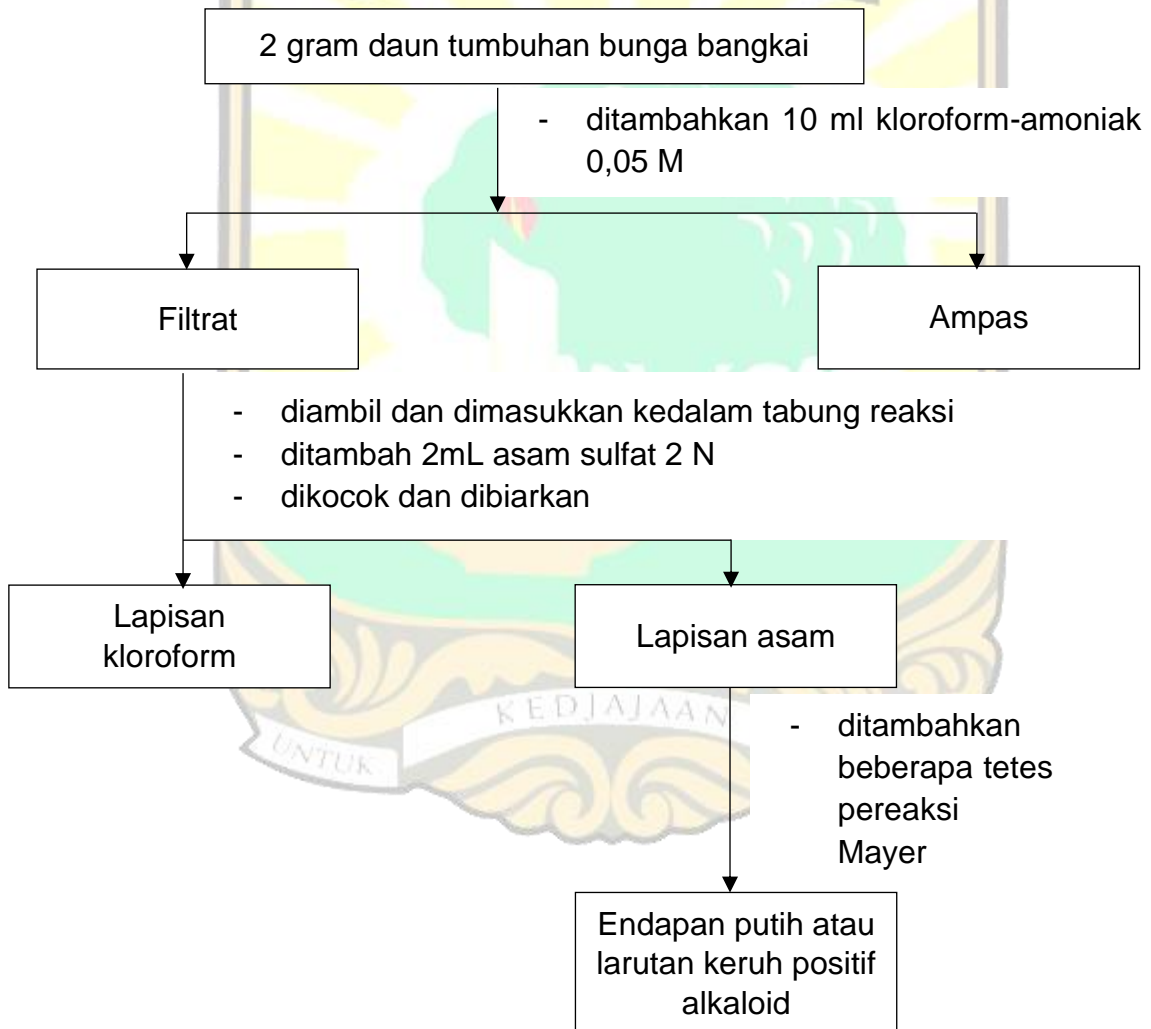 2 gram daun tumbuhan bunga bangkai
- ditambahkan 10 ml kloroform-amoniak
0,05 M
Filtrat
Ampas
- diambil dan dimasukkan kedalam tabung reaksi
- ditambah 2mL asam sulfat 2 N
- dikocok dan dibiarkan
Lapisan
kloroform
Lapisan asam
UNTUK KEDJAJAAN
- ditambahkan
beberapa tetes
pereaksi
Mayer
Endapan putih atau
larutan keruh positif
alkaloid